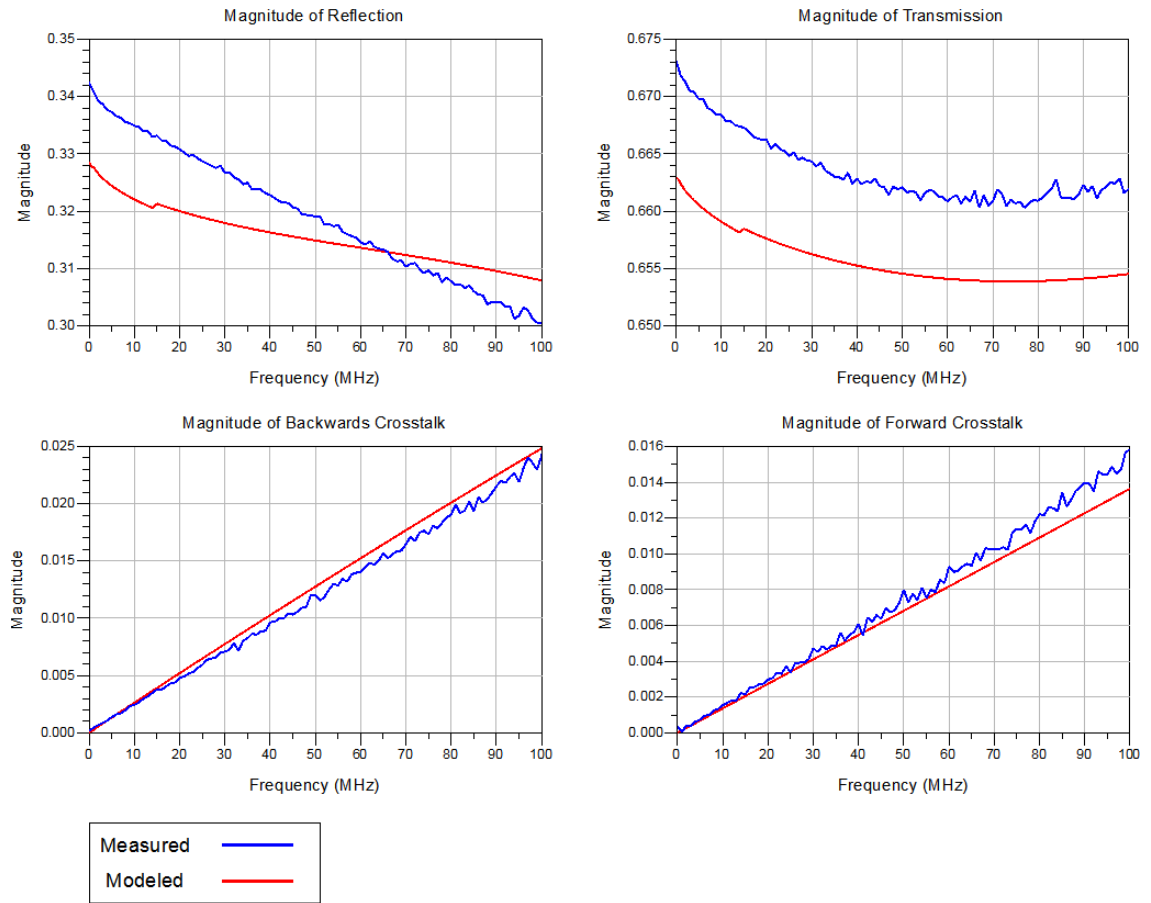 Magnitude of Reflection
0.35
0.34
0.33
0.32
0.31
0.30
Magnitude
0 10 20 30 40 50 60 70 80 90 100
Frequency (MHz)
Magnitude of Transmission
0.675
0.670
0.665
0.660
0.655
0.650
Magnitude
0 10 20 30 40 50 60 70 80 90 100
Frequency (MHz)
Magnitude of Backwards Crosstalk
0.025
0.020
0.015
0.010
0.005
0.000
Magnitude
0 10 20 30 40 50 60 70 80 90 100
Frequency (MHz)
Magnitude of Forward Crosstalk
0.016
0.014
0.012
0.010
0.008
0.006
0.004
0.002
0.000
Magnitude
0 10 20 30 40 50 60 70 80 90 100
Frequency (MHz)
Measured
Modeled